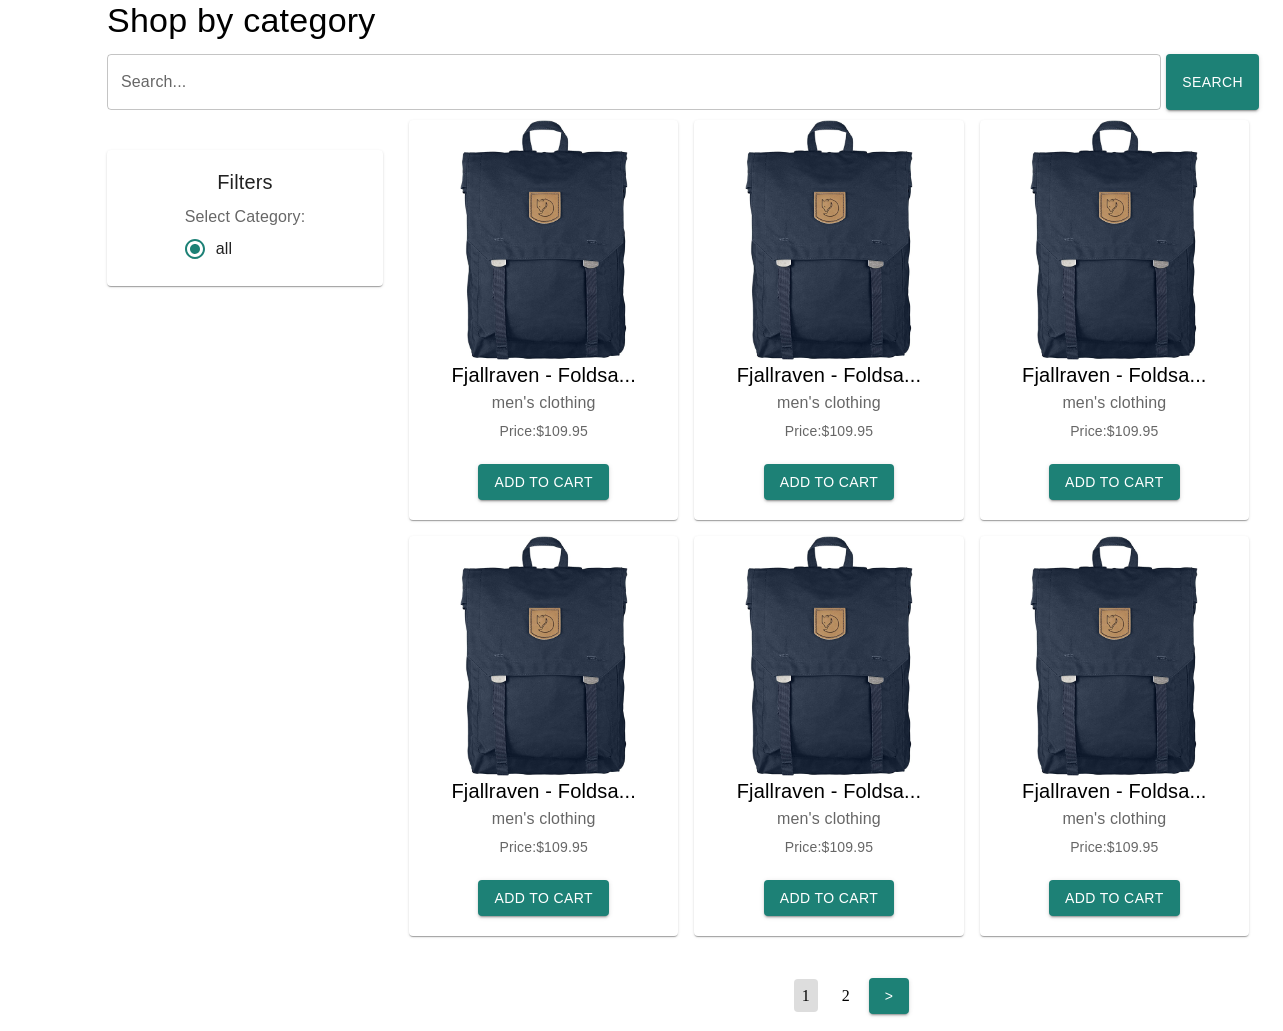 Shop by category
Search...
SEARCH
Filters
Select Category:
all
Fjallraven - Foldsa...
men's clothing
Price:$109.95
ADD TO CART
Fjallraven - Foldsa...
men's clothing
Price:$109.95
ADD TO CART
Fjallraven - Foldsa...
men's clothing
Price:$109.95
ADD TO CART
Fjallraven - Foldsa...
men's clothing
Price:$109.95
ADD TO CART
Fjallraven - Foldsa...
men's clothing
Price:$109.95
ADD TO CART
Fjallraven - Foldsa...
men's clothing
Price:$109.95
ADD TO CART
1 2 >